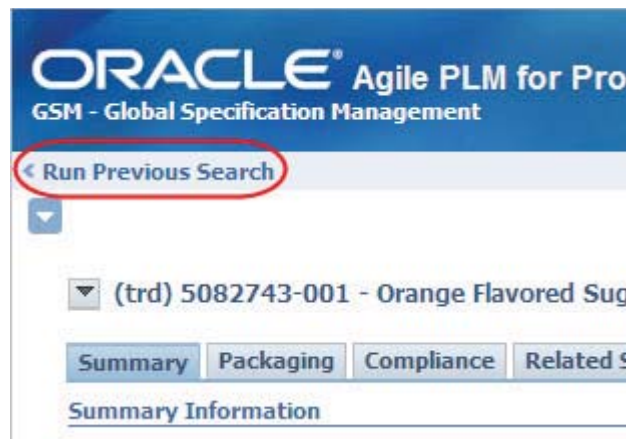 ORACLE® Agile PLM for Pro
GSM - Global Specification Management
< Run Previous Search
(trd) 5082743-001 - Orange Flavored Sug
Summary Packaging Compliance Related S
Summary Information